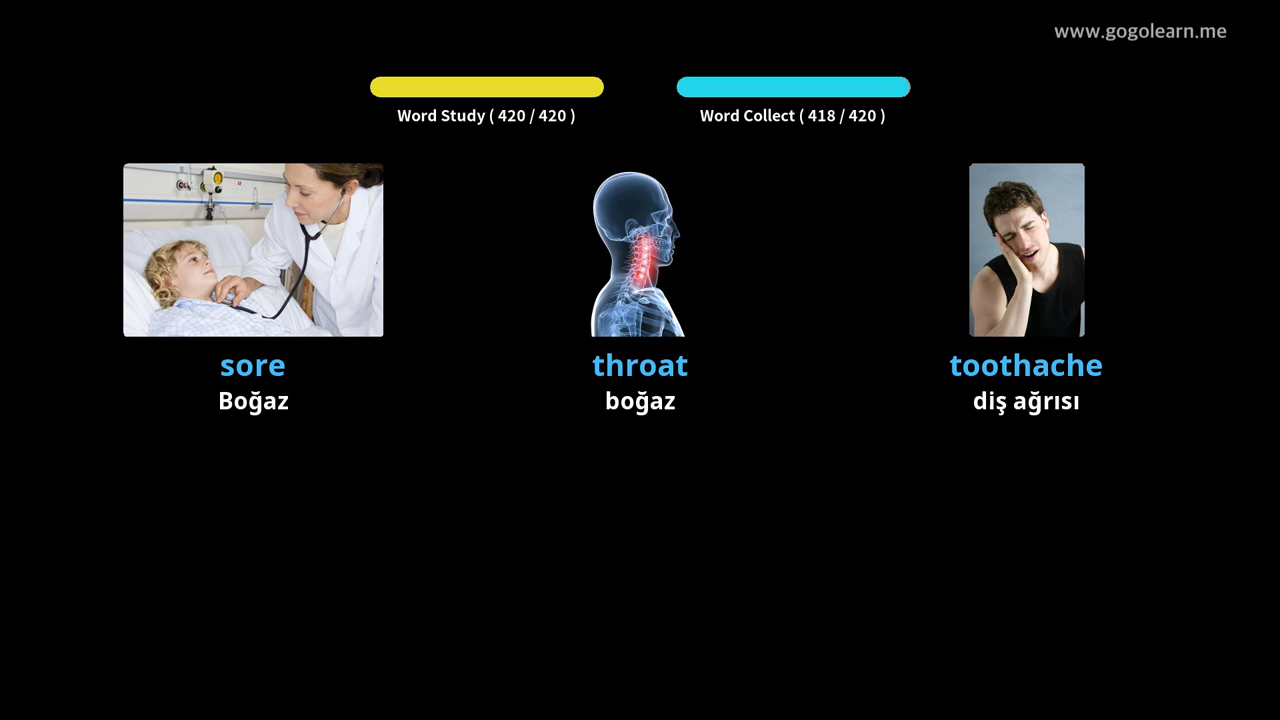 www.gogolearn.me
Word Study ( 420 / 420 )
Word Collect ( 418 / 420 )
sore
Boğaz
throat
boğaz
toothache
diş ağrısı